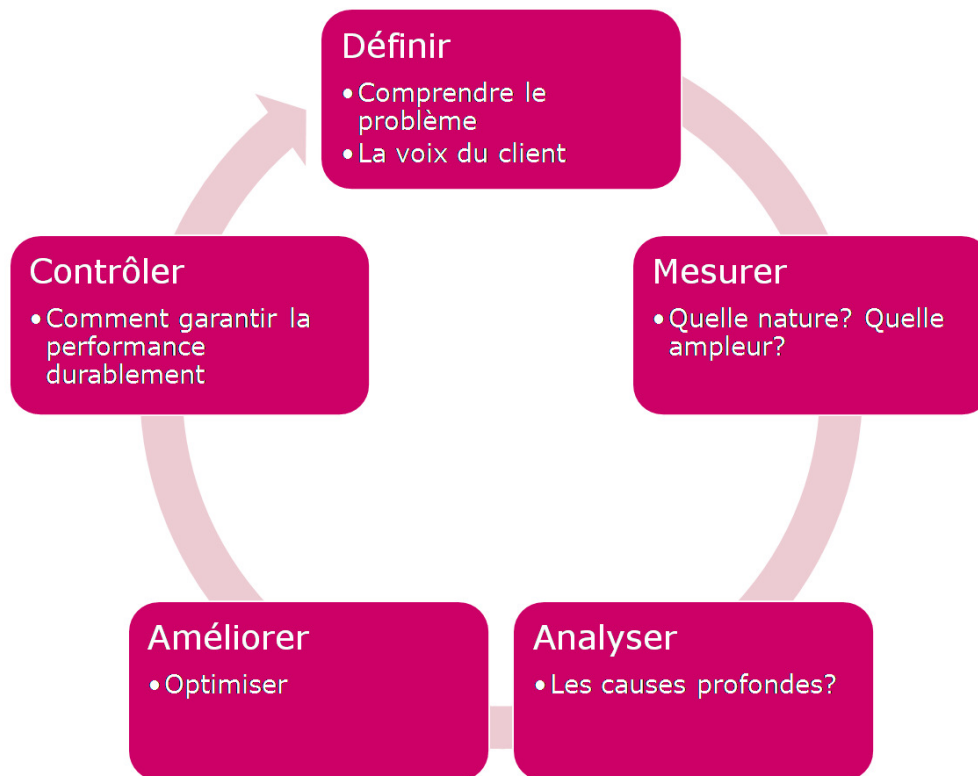 Définir
•Comprendre le
problème
•La voix du client
Mesurer
•Quelle nature? Quelle
ampleur?
Analyser
•Les causes profondes?
Améliorer
•Optimiser
Contrôler
•Comment garantir la
performance
durablement